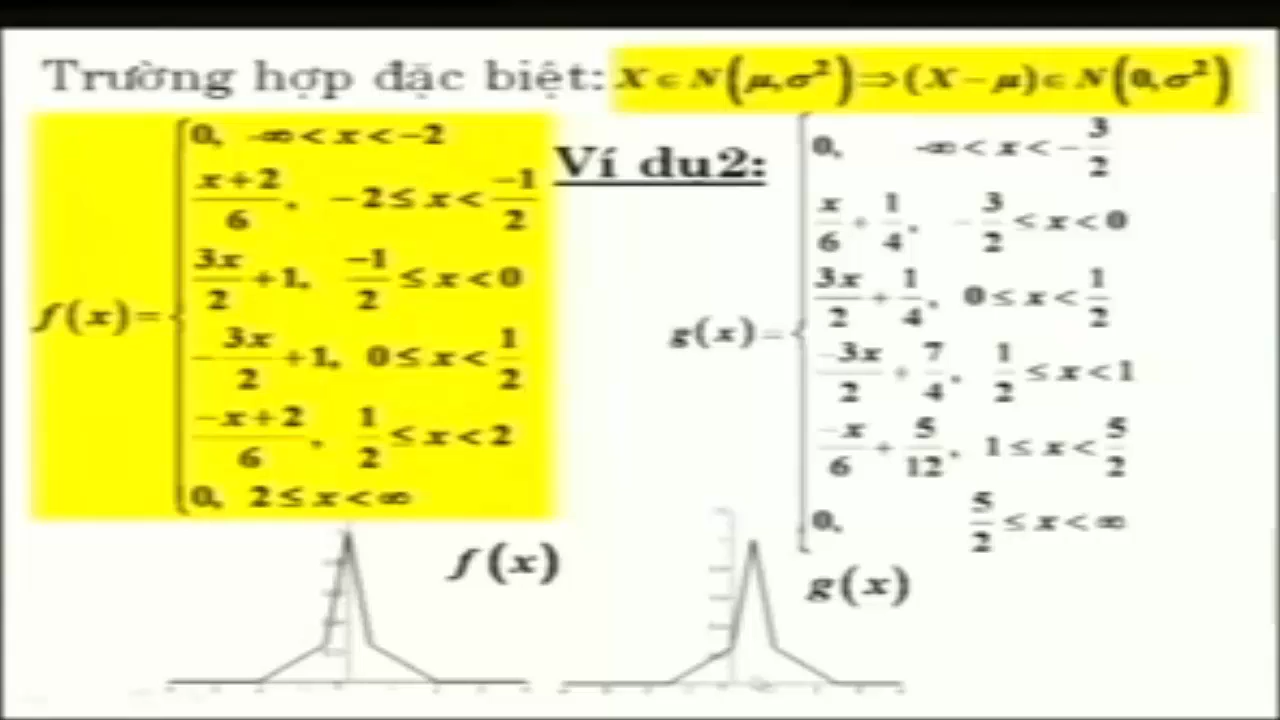 Trường hợp đặc biệt: X ∈ N(μ,σ²) ⇒ (X − μ) ∈ N(0,σ²)
Ví dụ2:
f(x) = { 0, -∞ < x < −2
(x+2)/6, −2 ≤ x < −1/2
3x/2 + 1, −1/2 ≤ x < 0
−3x/2 + 1, 0 ≤ x < 1/2
(−x+2)/6, 1/2 ≤ x < 2
0, 2 ≤ x < ∞
g(x) = { 0, -∞ < x < −3/2
x/6 + 1/4, −3/2 ≤ x < 0
3x/2 + 1/4, 0 ≤ x < 1/2
−3x/2 + 7/4, 1/2 ≤ x < 1
−x/6 + 5/12, 1 ≤ x < 5/2
0, 5/2 ≤ x < ∞
f(x)
g(x)